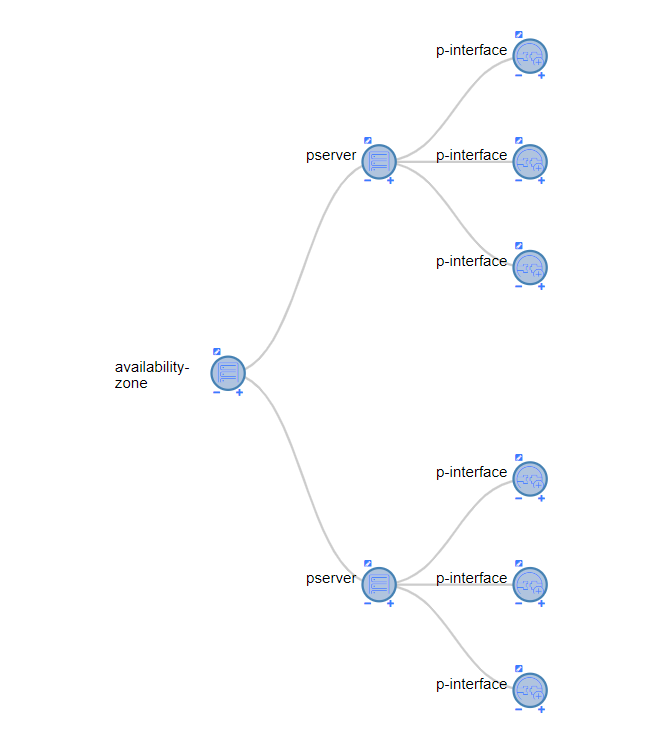 p-interface
pserver
p-interface
p-interface
availability-
zone
p-interface
pserver
p-interface
p-interface